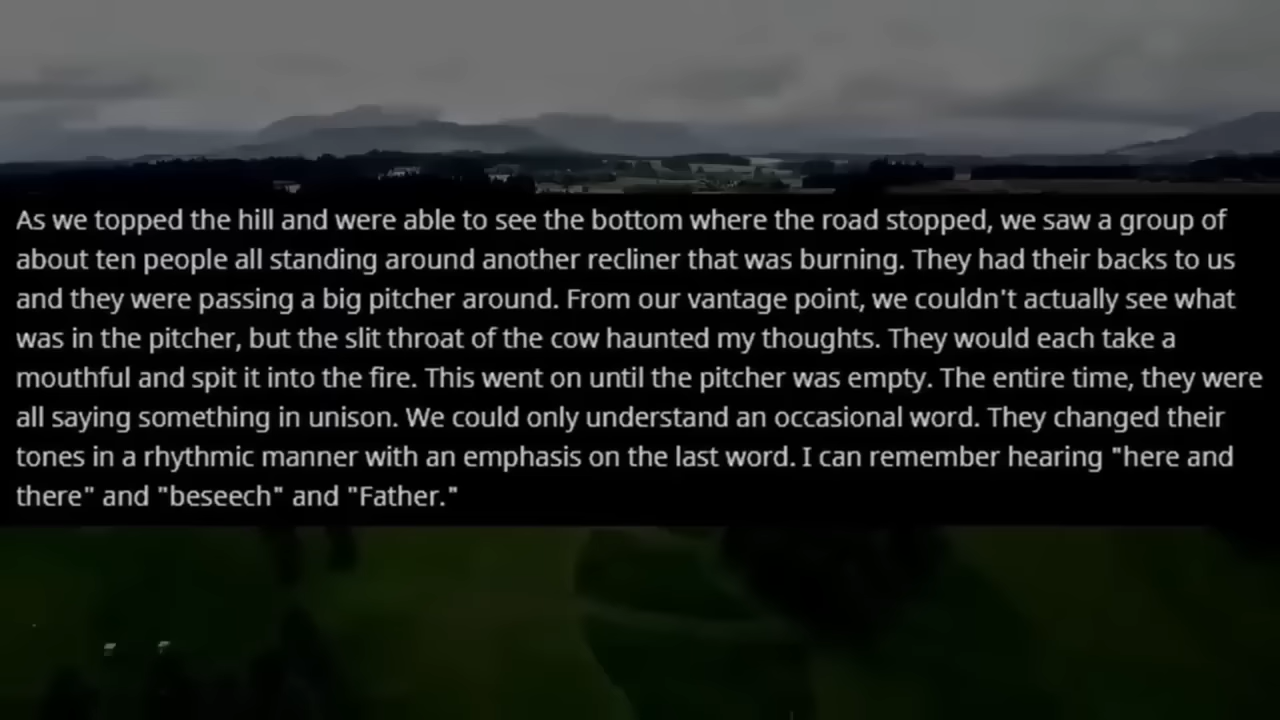 As we topped the hill and were able to see the bottom where the road stopped, we saw a group of
about ten people all standing around another recliner that was burning. They had their backs to us
and they were passing a big pitcher around. From our vantage point, we couldn't actually see what
was in the pitcher, but the slit throat of the cow haunted my thoughts. They would each take a
mouthful and spit it into the fire. This went on until the pitcher was empty. The entire time, they were
all saying something in unison. We could only understand an occasional word. They changed their
tones in a rhythmic manner with an emphasis on the last word. I can remember hearing "here and
there" and "beseech" and "Father."